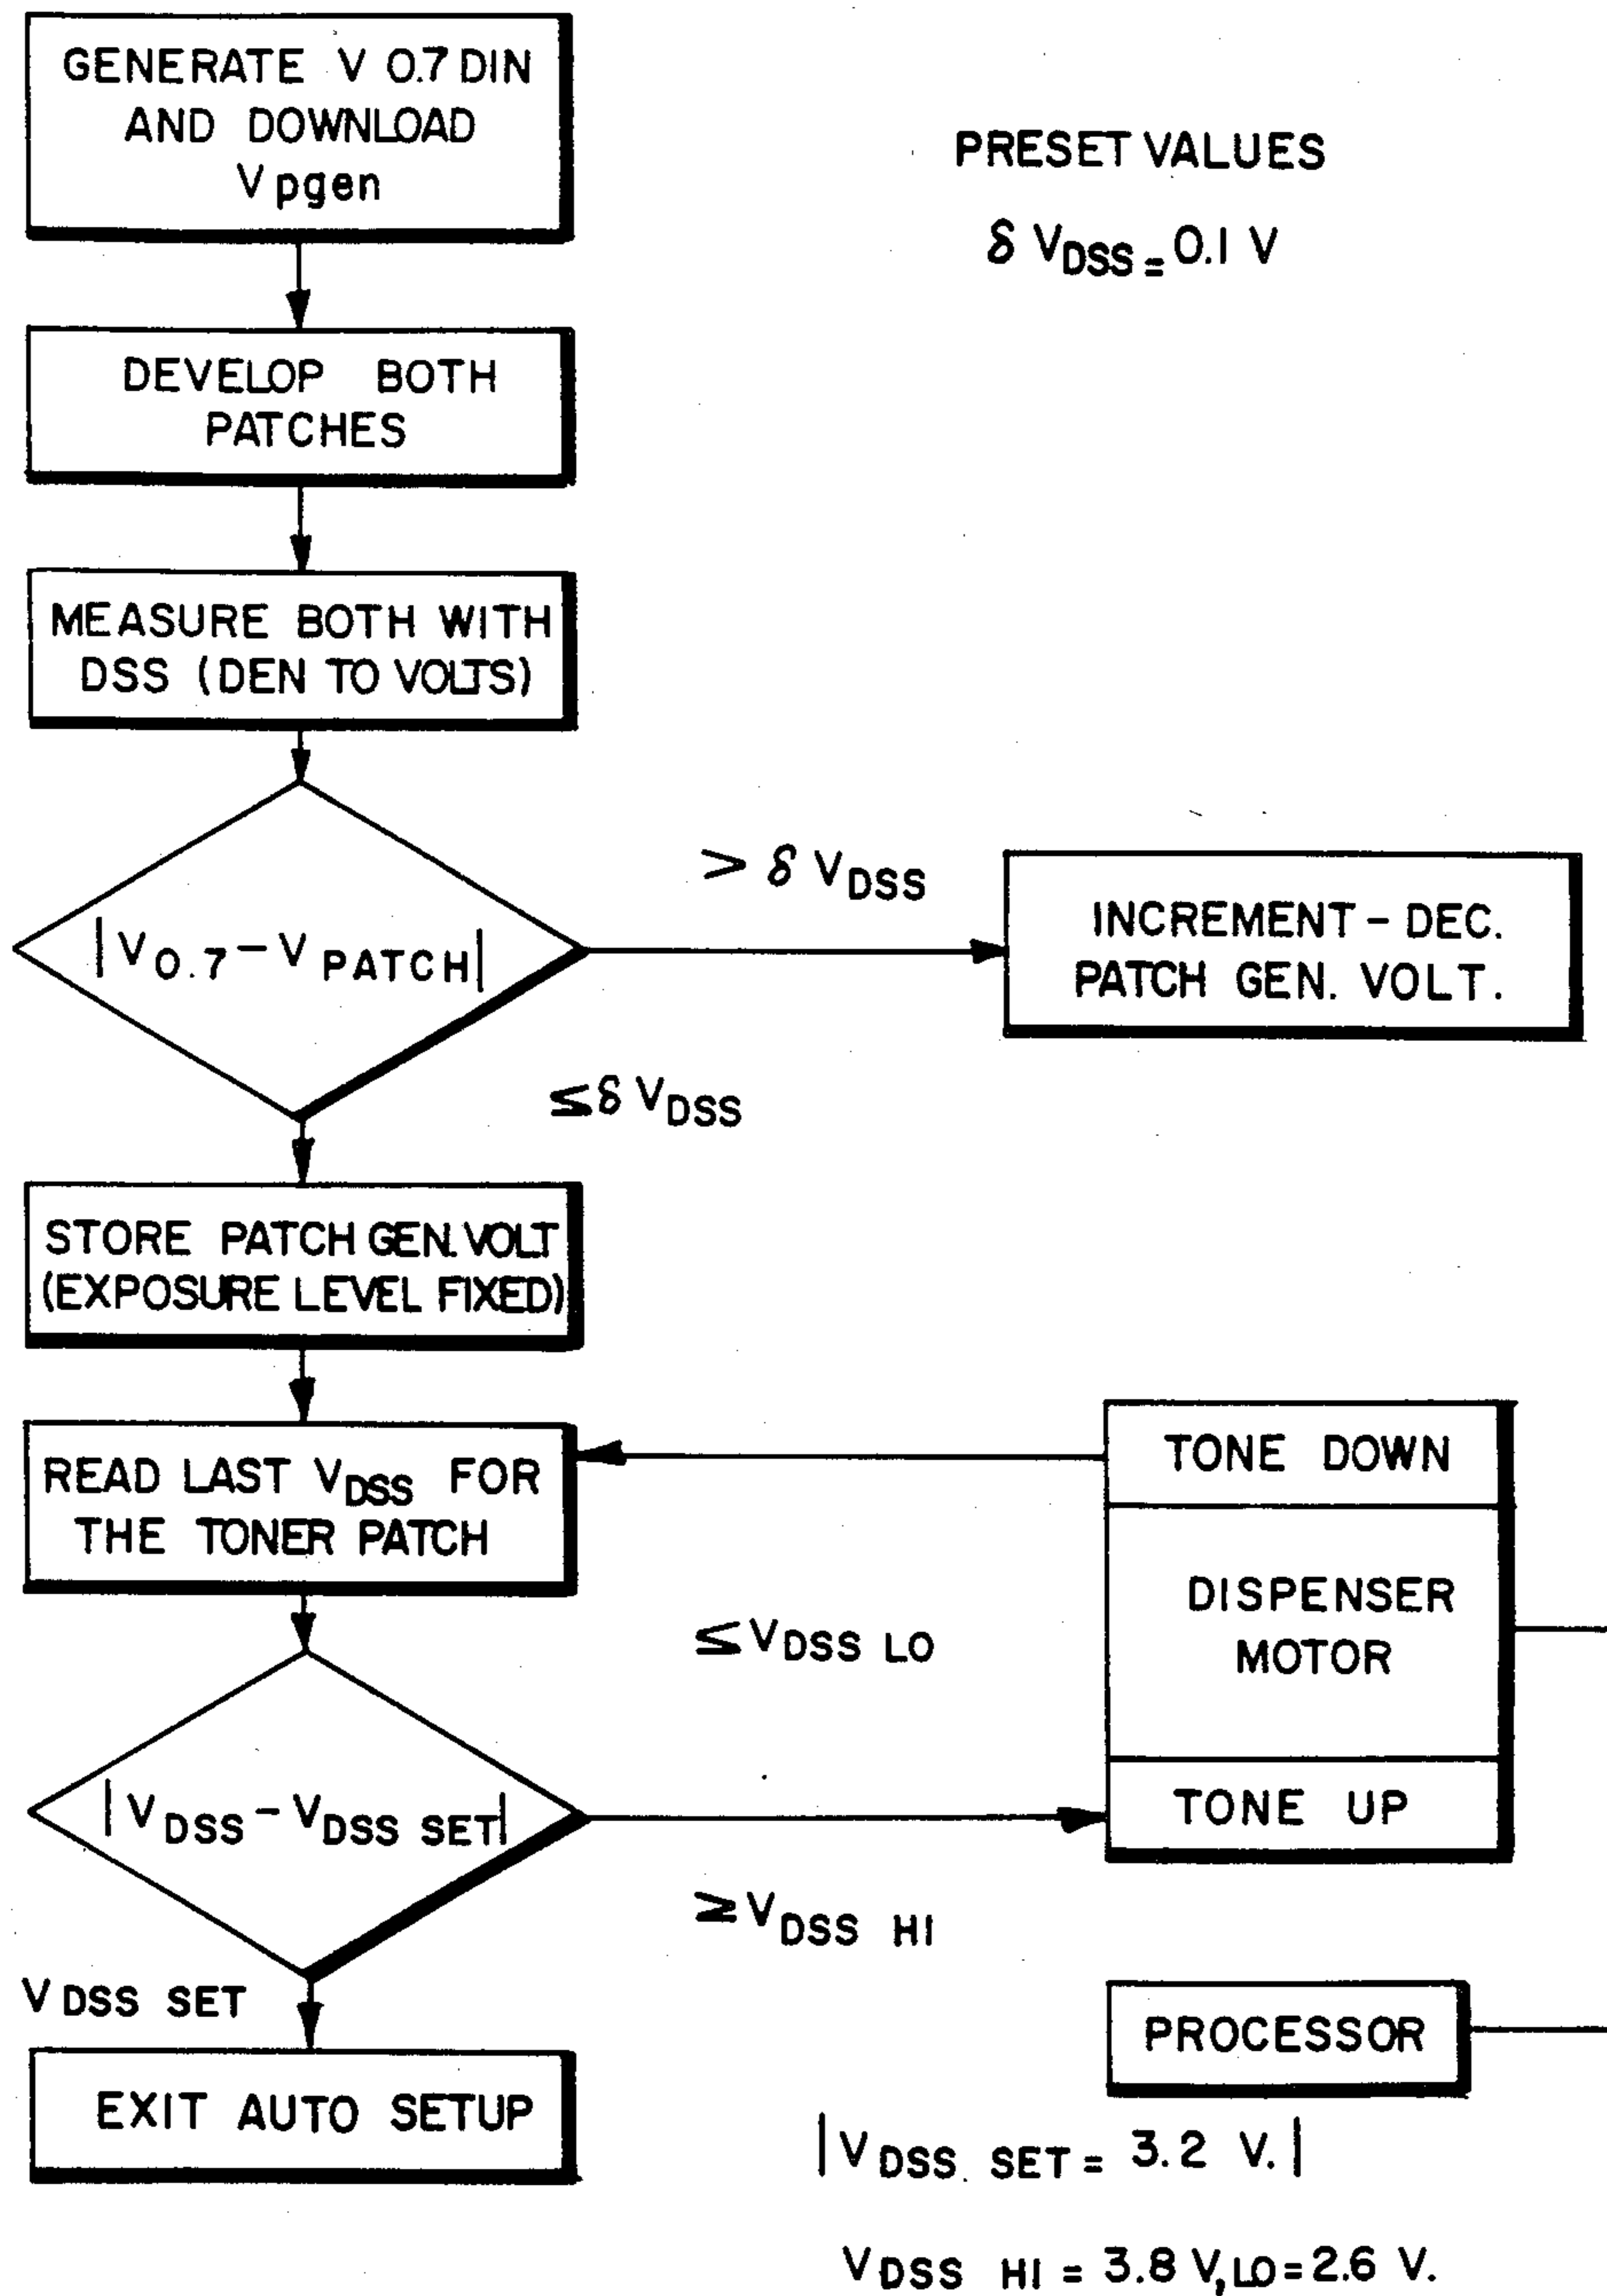 GENERATE V 0.7 DIN
AND DOWNLOAD
Vpgen
PRESET VALUES
δ VDSS = 0.1 V
DEVELOP BOTH
PATCHES
MEASURE BOTH WITH
DSS (DEN TO VOLTS)
|V0.7 - VPATCH|
> δ VDSS
INCREMENT - DEC.
PATCH GEN. VOLT.
≤ δ VDSS
STORE PATCH GEN. VOLT
(EXPOSURE LEVEL FIXED)
READ LAST VDSS FOR
THE TONER PATCH
TONE DOWN
DISPENSER
MOTOR
TONE UP
≤ VDSS LO
|VDSS - VDSS SET|
≥ VDSS HI
VDSS SET
EXIT AUTO SETUP
PROCESSOR
|VDSS SET = 3.2 V.|
VDSS HI = 3.8 V, LO = 2.6 V.